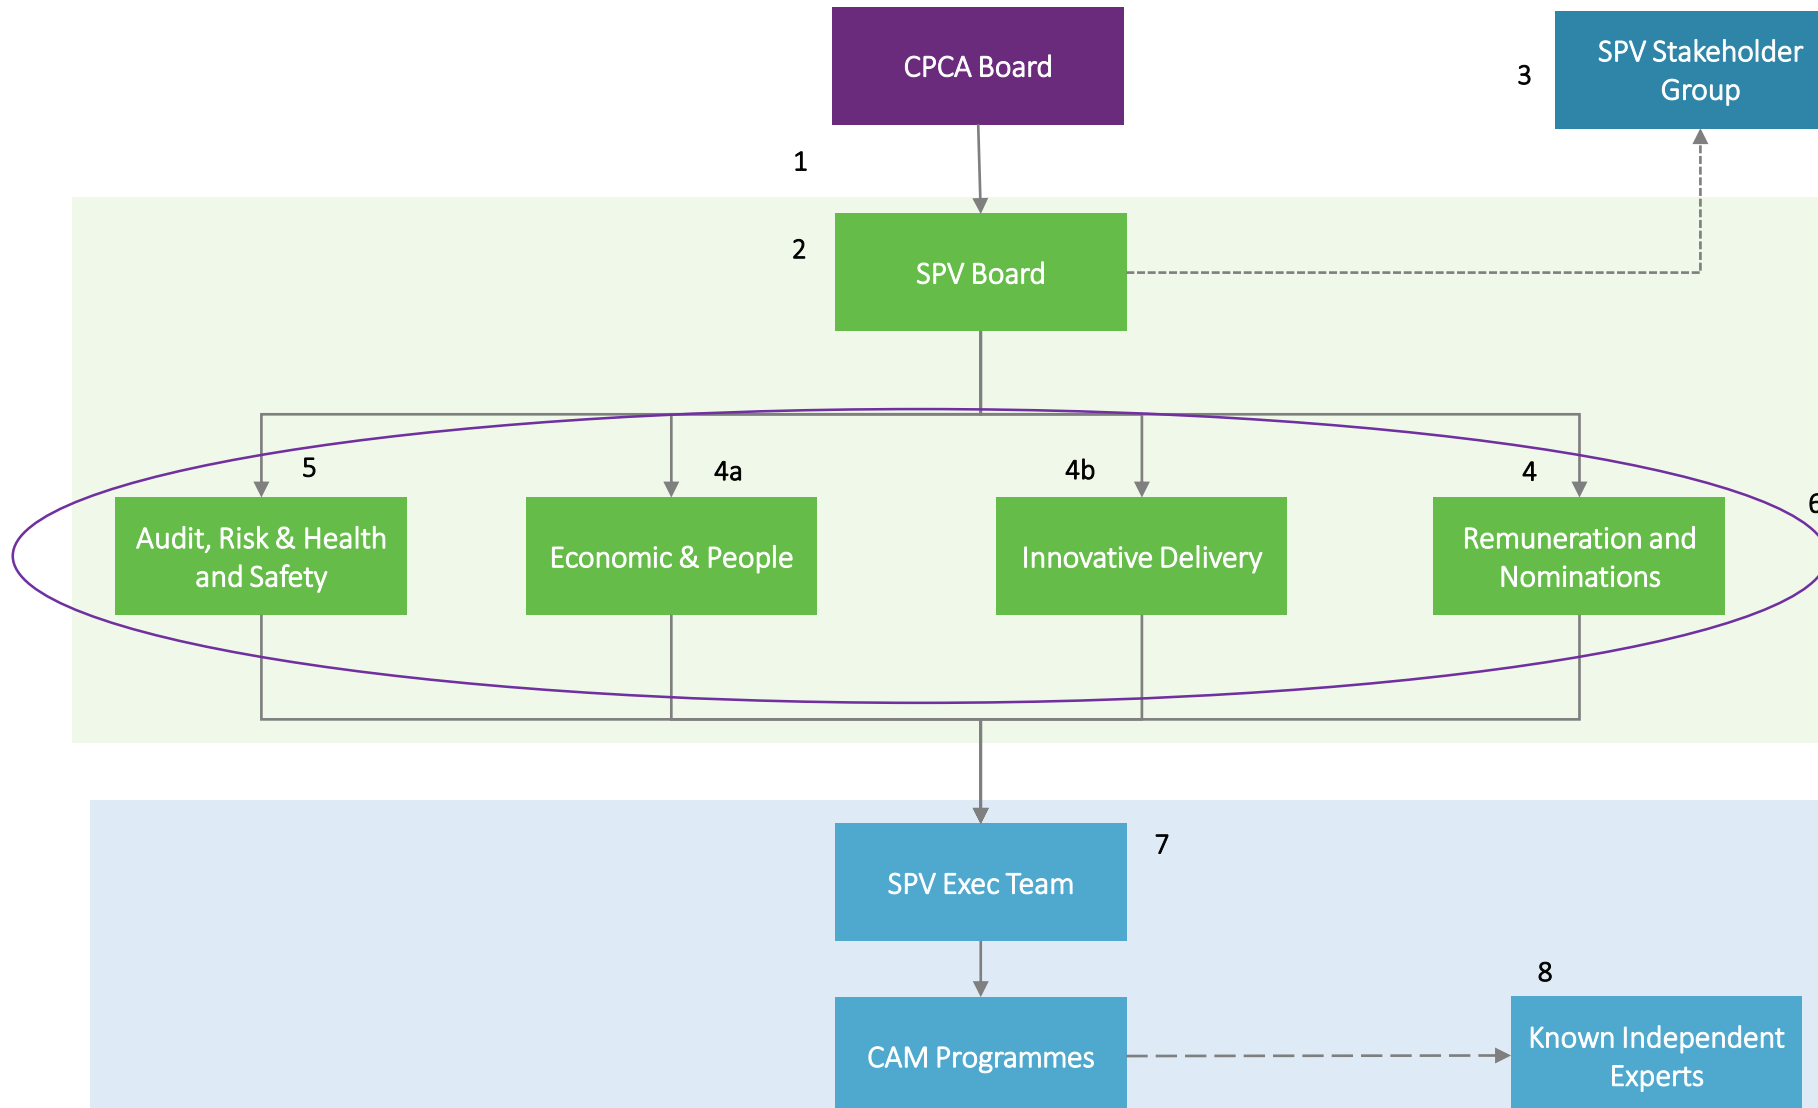 CPCA Board
SPV Stakeholder
Group
3
1
2
SPV Board
5
4a
4b
4
6
Audit, Risk & Health
and Safety
Economic & People
Innovative Delivery
Remuneration and
Nominations
7
SPV Exec Team
8
CAM Programmes
Known Independent
Experts